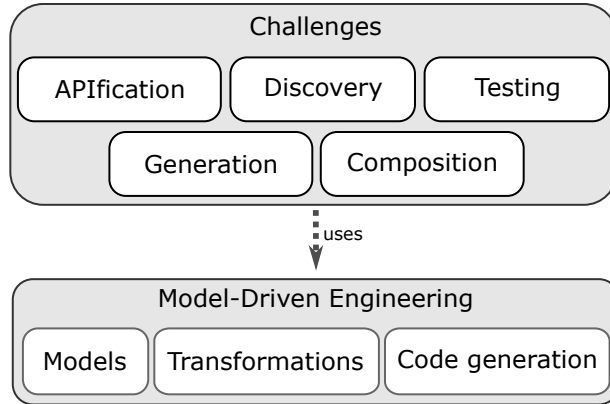 Challenges
APIfication Discovery Testing
Generation Composition
uses
Model-Driven Engineering
Models Transformations Code generation